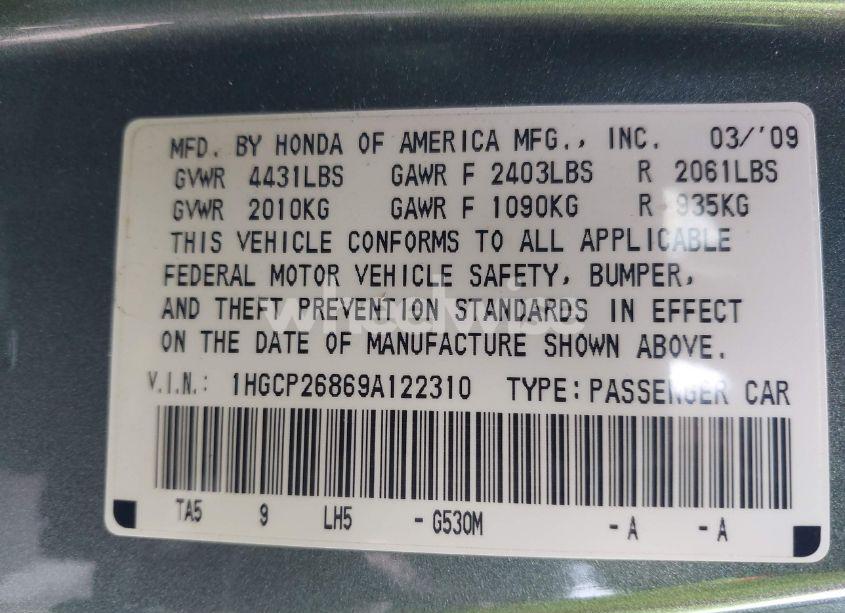 MFD. BY HONDA OF AMERICA MFG., INC. 03/'09
GVWR 4431LBS GAWR F 2403LBS R 2061LBS
GVWR 2010KG GAWR F 1090KG R 935KG
THIS VEHICLE CONFORMS TO ALL APPLICABLE
FEDERAL MOTOR VEHICLE SAFETY, BUMPER,
AND THEFT PREVENTION STANDARDS IN EFFECT
ON THE DATE OF MANUFACTURE SHOWN ABOVE.
V.I.N.: 1HGCP26869A122310 TYPE: PASSENGER CAR
TA5 9 LH5 - G530M - A - A
wheelwise